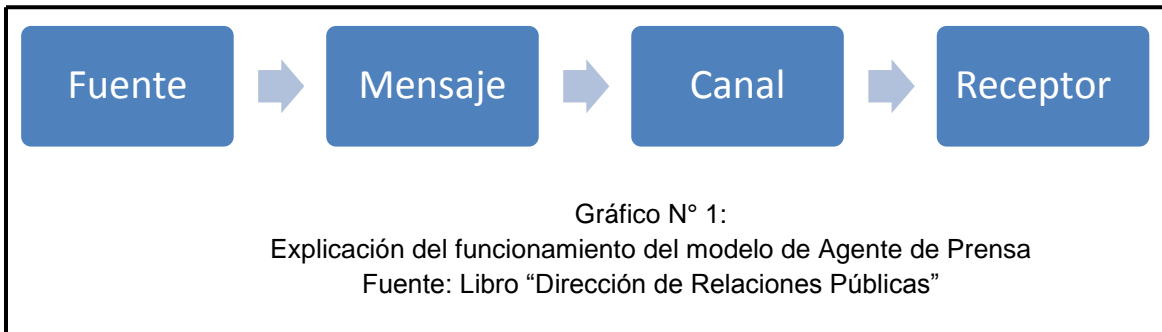 Fuente
Mensaje
Canal
Receptor
Gráfico N° 1:
Explicación del funcionamiento del modelo de Agente de Prensa
Fuente: Libro “Dirección de Relaciones Públicas”